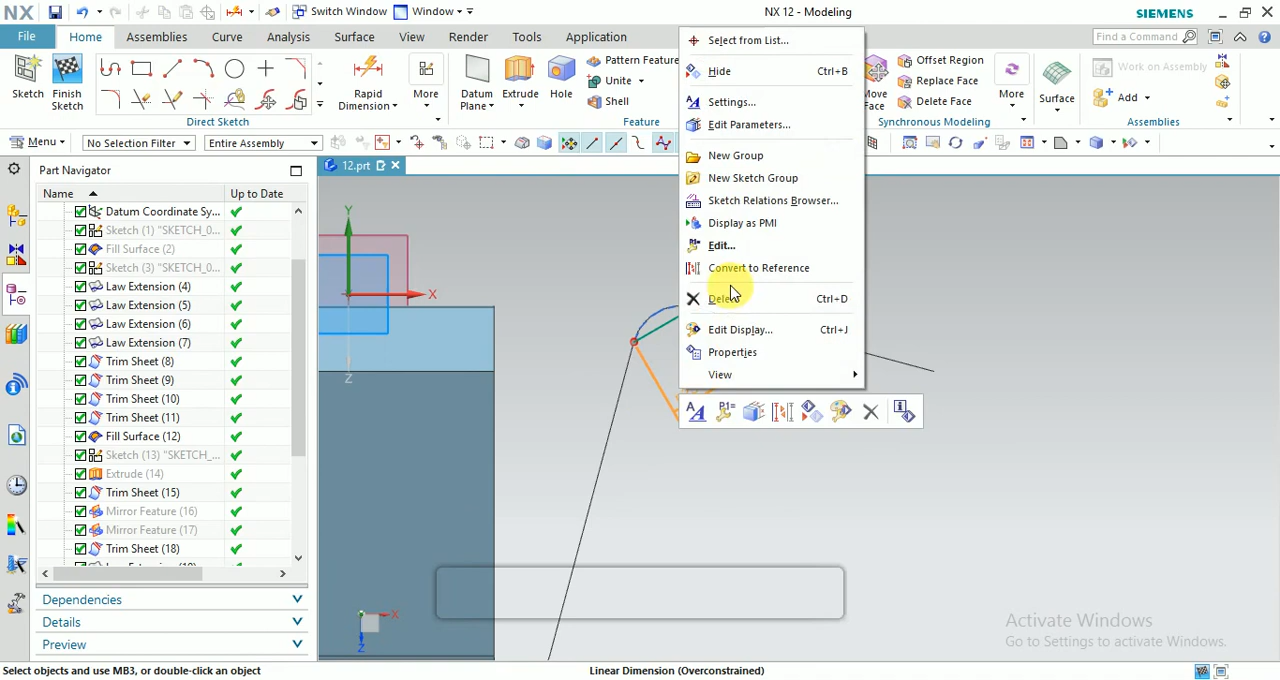 NX
Switch Window
Window
NX 12 - Modeling
SIEMENS
File
Home
Assemblies
Curve
Analysis
Surface
View
Render
Tools
Application
Find a Command
Sketch
Finish Sketch
Rapid Dimension
More
Direct Sketch
Datum Plane
Extrude
Hole
Pattern Feature
Unite
Shell
Feature
Move Face
Offset Region
Replace Face
Delete Face
More
Synchronous Modeling
Surface
Work on Assembly
Add
Assemblies
Menu
No Selection Filter
Entire Assembly
Part Navigator
12.prt
Name
Up to Date
Datum Coordinate Sy...
Sketch (1) "SKETCH_0...
Fill Surface (2)
Sketch (3) "SKETCH_0...
Law Extension (4)
Law Extension (5)
Law Extension (6)
Law Extension (7)
Trim Sheet (8)
Trim Sheet (9)
Trim Sheet (10)
Trim Sheet (11)
Fill Surface (12)
Sketch (13) "SKETCH_...
Extrude (14)
Trim Sheet (15)
Mirror Feature (16)
Mirror Feature (17)
Trim Sheet (18)
Dependencies
Details
Preview
Y
X
Z
X
Z
Select from List...
Hide Ctrl+B
Settings...
Edit Parameters...
New Group
New Sketch Group
Sketch Relations Browser...
Display as PMI
Edit...
Convert to Reference
Delete Ctrl+D
Edit Display... Ctrl+J
Properties
View
Activate Windows
Go to Settings to activate Windows.
Select objects and use MB3, or double-click an object
Linear Dimension (Overconstrained)